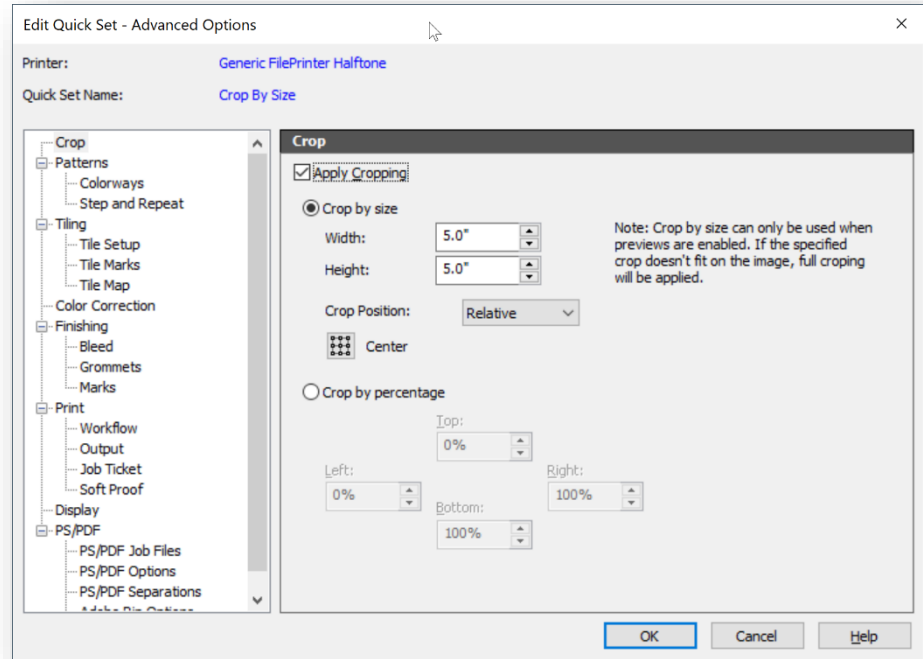 Edit Quick Set - Advanced Options
Printer: Generic FilePrinter Halftone
Quick Set Name: Crop By Size
Crop
Patterns
Colorways
Step and Repeat
Tiling
Tile Setup
Tile Marks
Tile Map
Color Correction
Finishing
Bleed
Grommets
Marks
Print
Workflow
Output
Job Ticket
Soft Proof
Display
PS/PDF
PS/PDF Job Files
PS/PDF Options
PS/PDF Separations
Crop
Apply Cropping
Crop by size
Width: 5.0"
Height: 5.0"
Note: Crop by size can only be used when
previews are enabled. If the specified
crop doesn't fit on the image, full croping
will be applied.
Crop Position: Relative
Center
Crop by percentage
Top:
0%
Left:
0%
Right:
100%
Bottom:
100%
OK Cancel Help